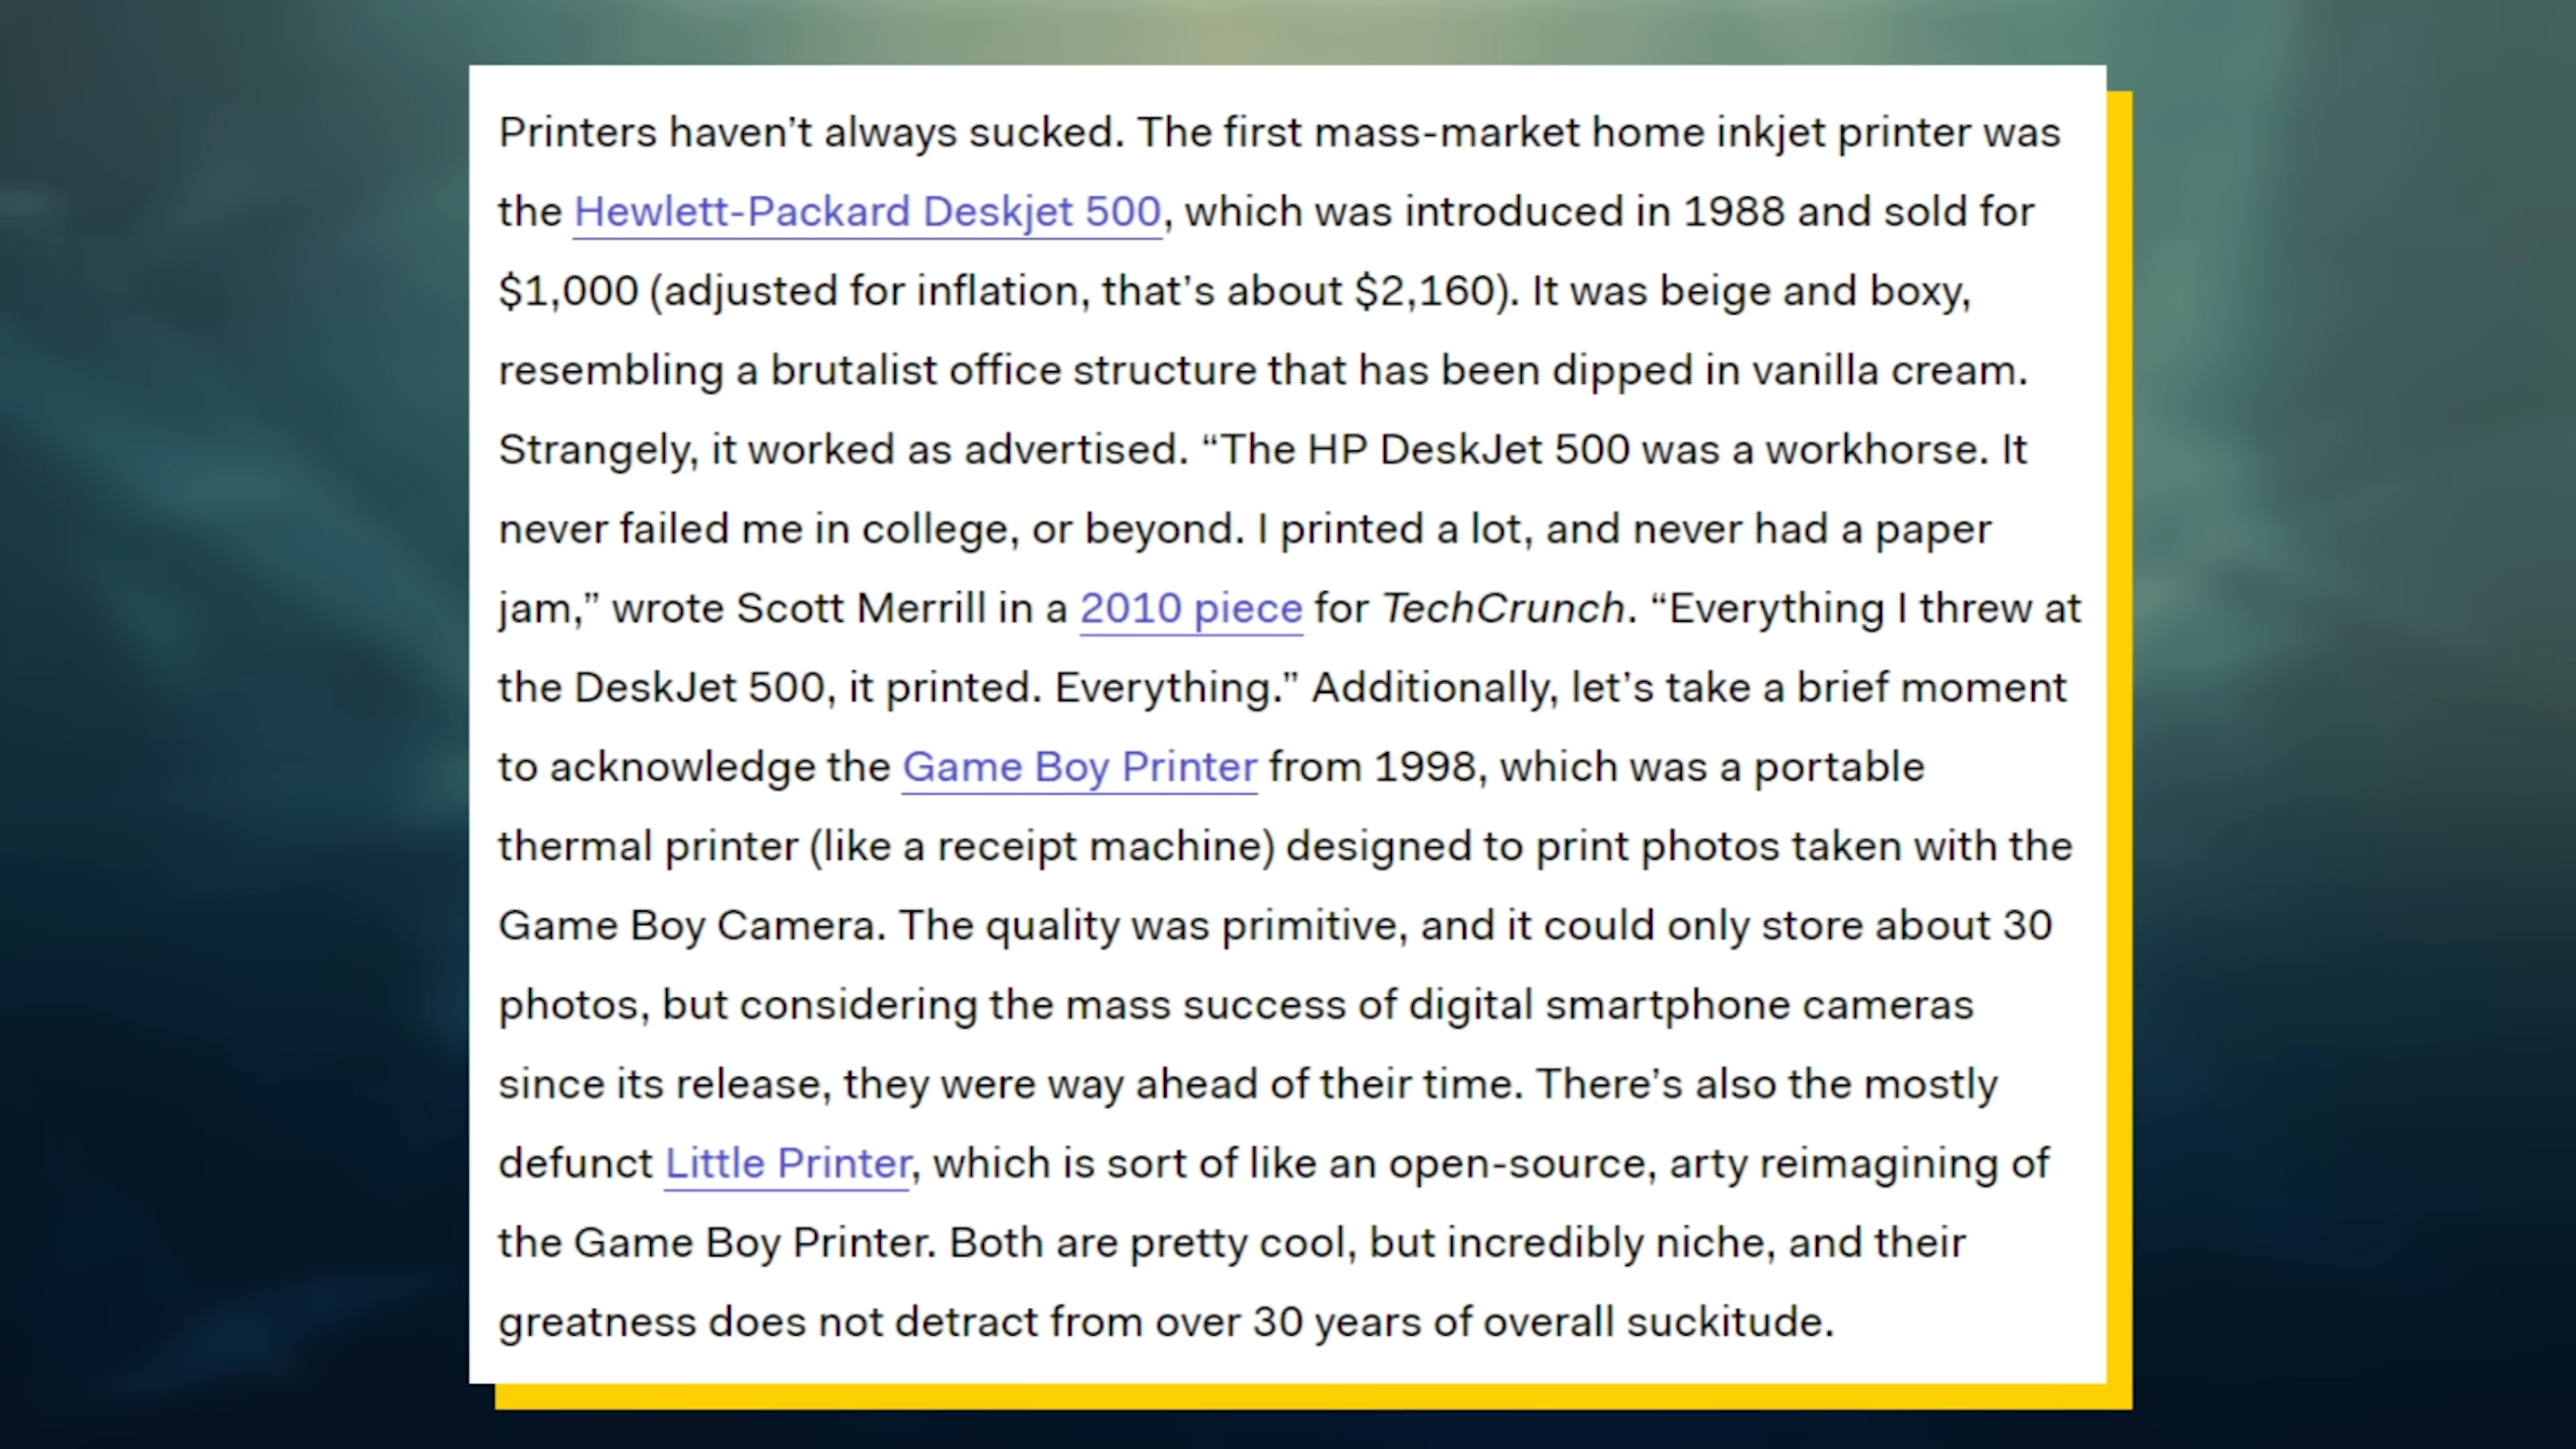 Printers haven’t always sucked. The first mass-market home inkjet printer was
the Hewlett-Packard Deskjet 500, which was introduced in 1988 and sold for
$1,000 (adjusted for inflation, that’s about $2,160). It was beige and boxy,
resembling a brutalist office structure that has been dipped in vanilla cream.
Strangely, it worked as advertised. “The HP DeskJet 500 was a workhorse. It
never failed me in college, or beyond. I printed a lot, and never had a paper
jam,” wrote Scott Merrill in a 2010 piece for TechCrunch. “Everything I threw at
the DeskJet 500, it printed. Everything.” Additionally, let’s take a brief moment
to acknowledge the Game Boy Printer from 1998, which was a portable
thermal printer (like a receipt machine) designed to print photos taken with the
Game Boy Camera. The quality was primitive, and it could only store about 30
photos, but considering the mass success of digital smartphone cameras
since its release, they were way ahead of their time. There’s also the mostly
defunct Little Printer, which is sort of like an open-source, arty reimagining of
the Game Boy Printer. Both are pretty cool, but incredibly niche, and their
greatness does not detract from over 30 years of overall suckitude.